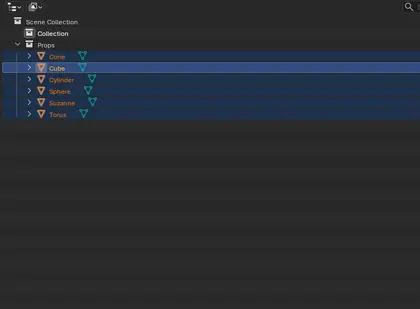 Scene Collection
Collection
Props
Cone
Cube
Cylinder
Sphere
Suzanne
Torus